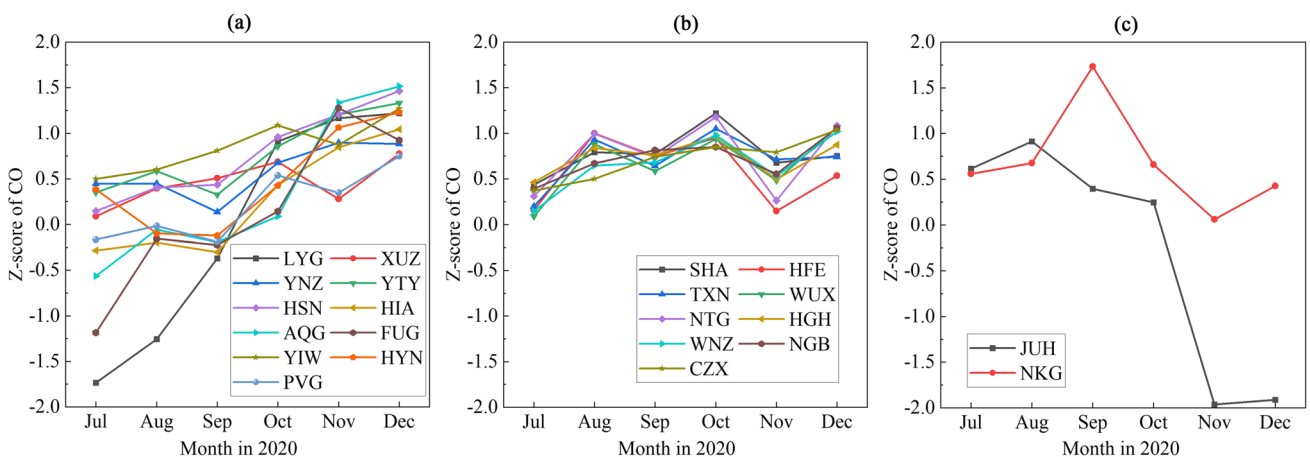 (a)
Z-score of CO
2.0
1.5
1.0
0.5
0.0
-0.5
-1.0
-1.5
-2.0
LYG XUZ
YNZ YTY
HSN HIA
AQG FUG
YIW HYN
PVG
Jul Aug Sep Oct Nov Dec
Month in 2020
(b)
Z-score of CO
2.0
1.5
1.0
0.5
0.0
-0.5
-1.0
-1.5
-2.0
SHA HFE
TXN WUX
NTG HGH
WNZ NGB
CZX
Jul Aug Sep Oct Nov Dec
Month in 2020
(c)
Z-score of CO
2.0
1.5
1.0
0.5
0.0
-0.5
-1.0
-1.5
-2.0
JUH
NKG
Jul Aug Sep Oct Nov Dec
Month in 2020